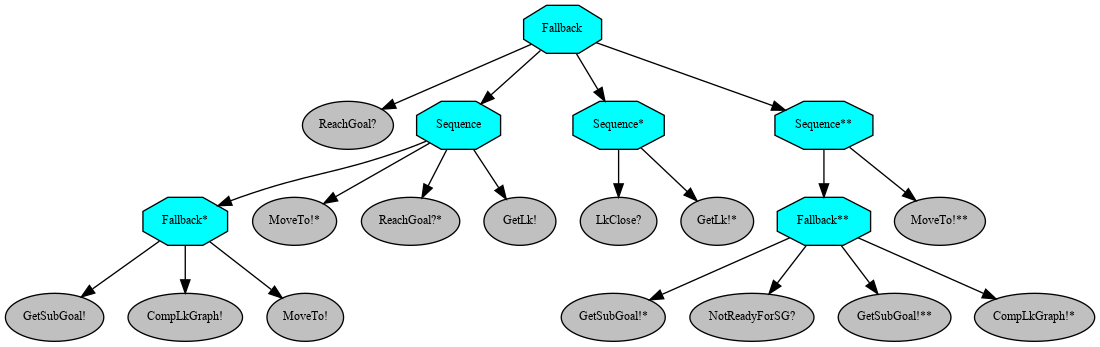 Fallback
ReachGoal?
Sequence
Sequence*
Sequence**
Fallback*
MoveTo!*
ReachGoal?*
GetLk!
LkClose?
GetLk!*
Fallback**
MoveTo!**
GetSubGoal!
CompLkGraph!
MoveTo!
GetSubGoal!*
NotReadyForSG?
GetSubGoal!**
CompLkGraph!*